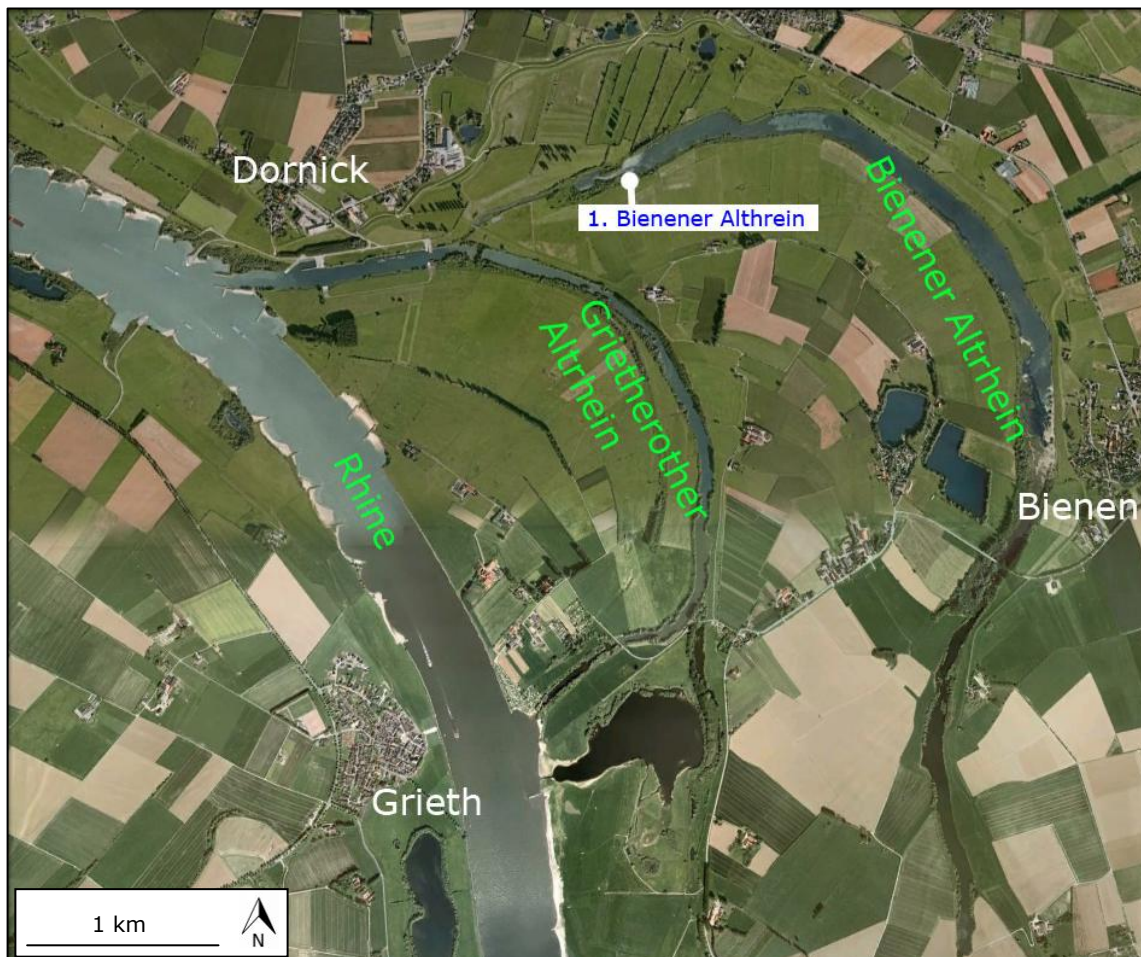 Dornick
1. Bienener Althrein
Bienener Altrhein
Grietherother
Altrhein
Rhine
Bienen
Grieth
1 km
N